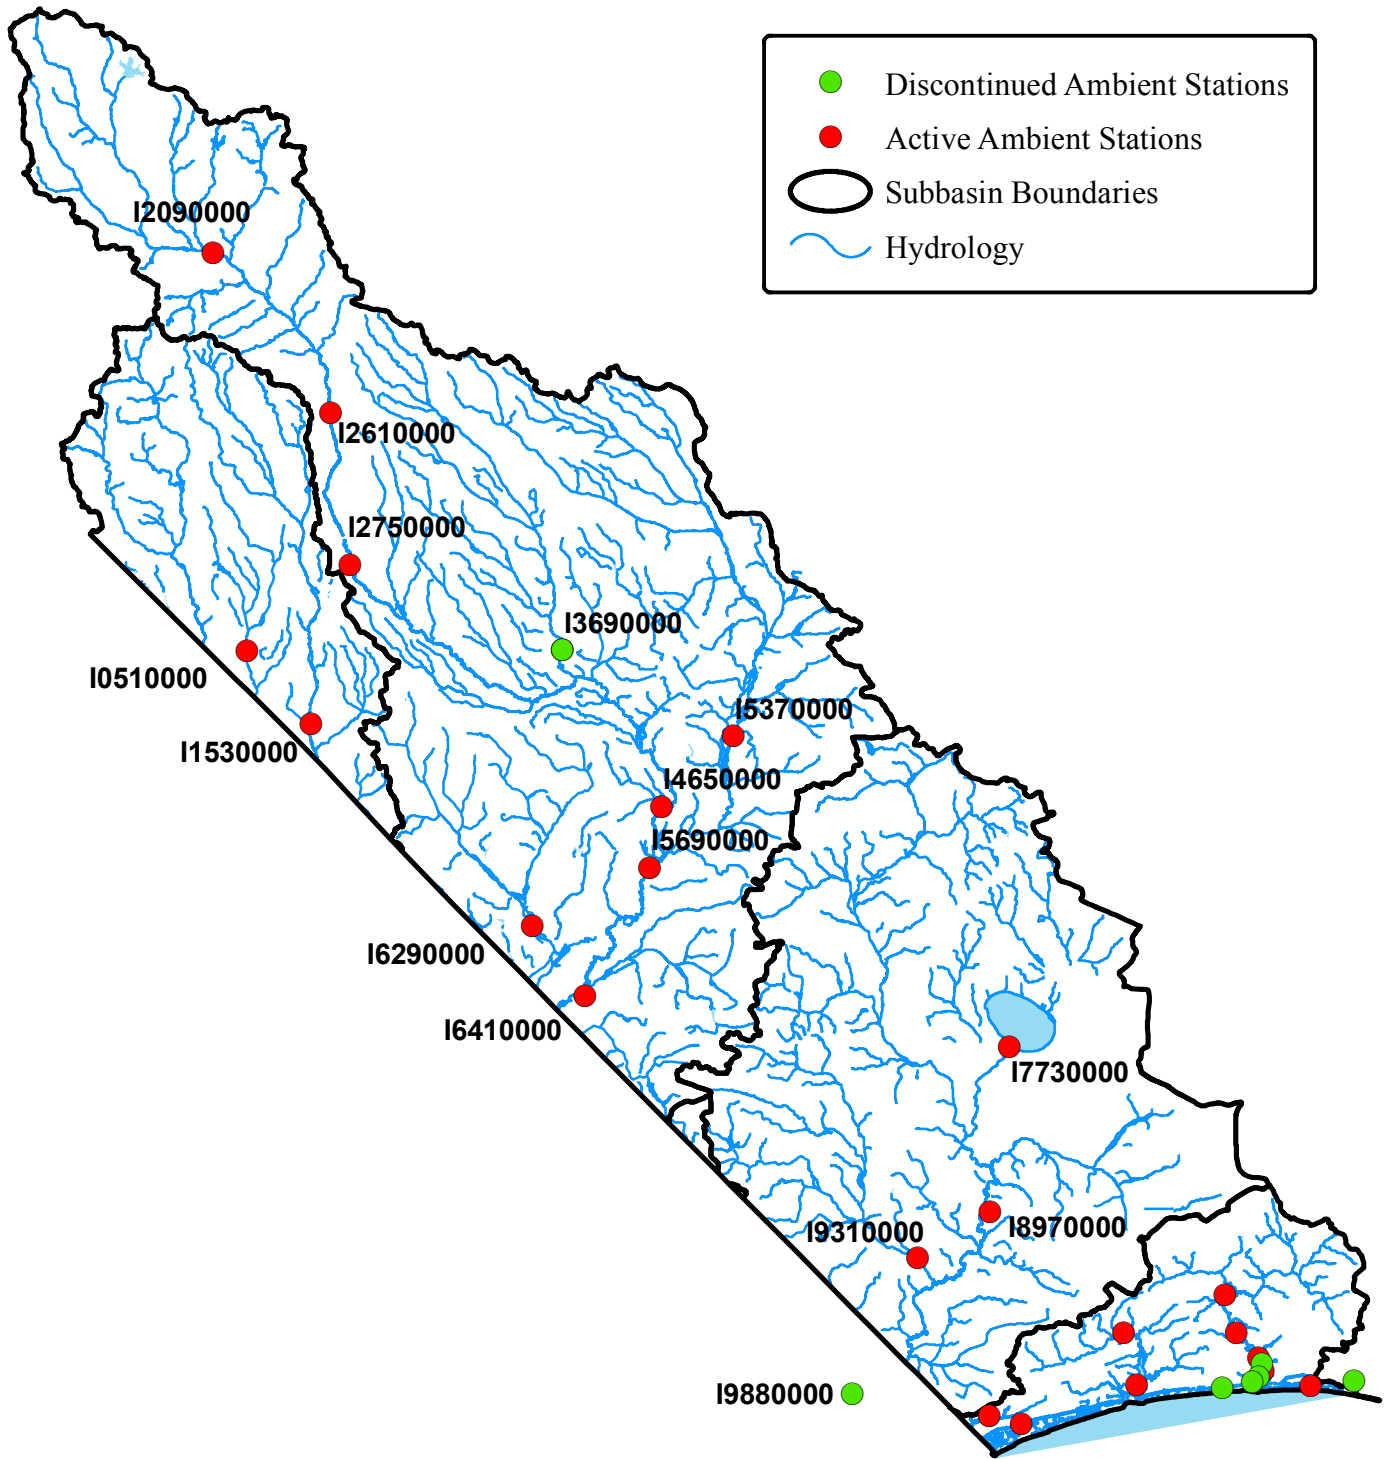 Discontinued Ambient Stations
Active Ambient Stations
Subbasin Boundaries
Hydrology
I2090000
I2610000
I2750000
I3690000
I0510000
I5370000
I1530000
I4650000
I5690000
I6290000
I6410000
I7730000
I8970000
I9310000
I9880000